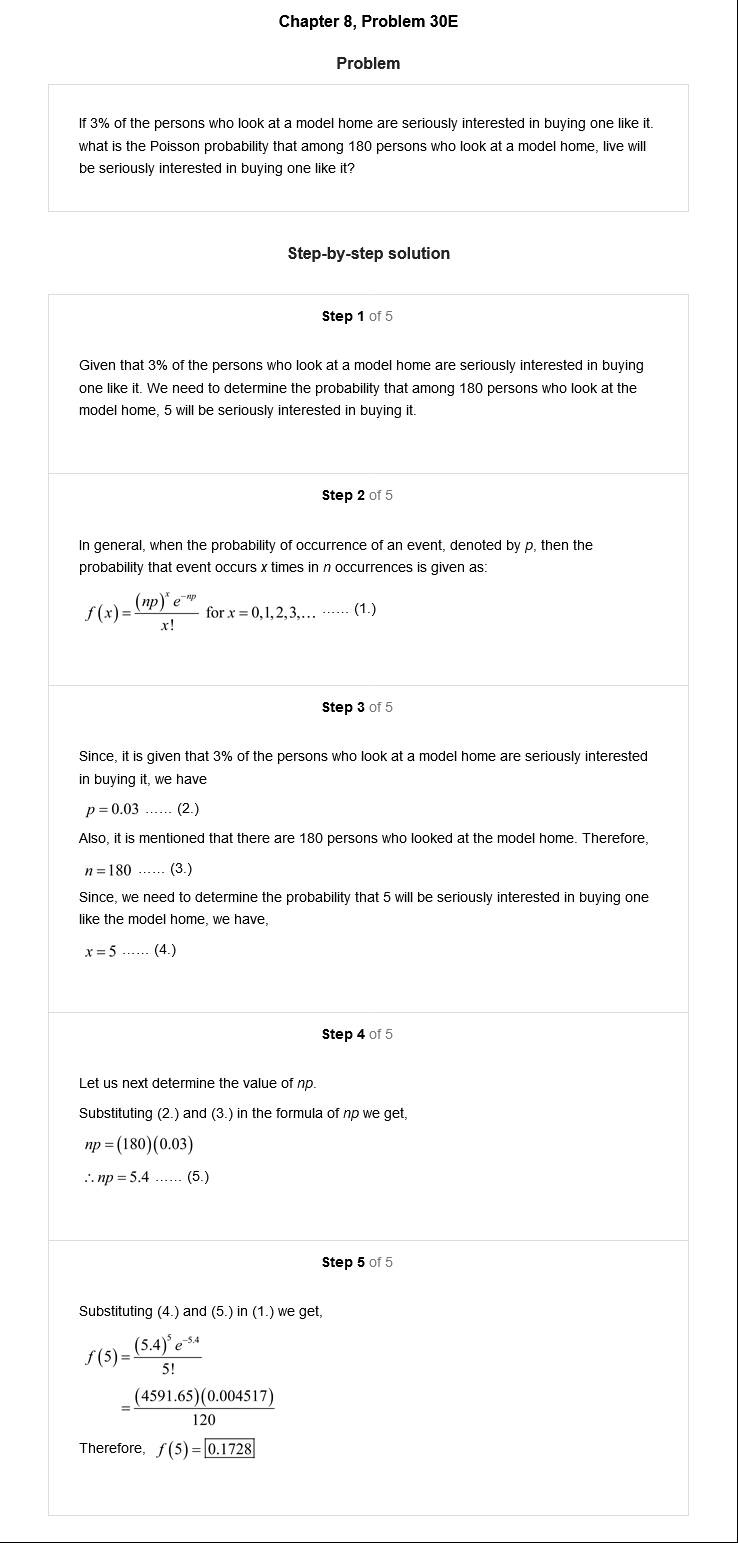 Chapter 8, Problem 30E
Problem
If 3% of the persons who look at a model home are seriously interested in buying one like it.
what is the Poisson probability that among 180 persons who look at a model home, live will
be seriously interested in buying one like it?
Step-by-step solution
Step 1 of 5
Given that 3% of the persons who look at a model home are seriously interested in buying
one like it. We need to determine the probability that among 180 persons who look at the
model home, 5 will be seriously interested in buying it.
Step 2 of 5
In general, when the probability of occurrence of an event, denoted by p, then the
probability that event occurs x times in n occurrences is given as:
f(x) = (np)^x e^{-np} / x! for x = 0,1,2,3,... ...... (1.)
Step 3 of 5
Since, it is given that 3% of the persons who look at a model home are seriously interested
in buying it, we have
p = 0.03 ...... (2.)
Also, it is mentioned that there are 180 persons who looked at the model home. Therefore,
n = 180 ...... (3.)
Since, we need to determine the probability that 5 will be seriously interested in buying one
like the model home, we have,
x = 5 ...... (4.)
Step 4 of 5
Let us next determine the value of np.
Substituting (2.) and (3.) in the formula of np we get,
np = (180)(0.03)
∴ np = 5.4 ...... (5.)
Step 5 of 5
Substituting (4.) and (5.) in (1.) we get,
f(5) = (5.4)^5 e^{-5.4} / 5!
= (4591.65)(0.004517) / 120
Therefore, f(5) = 0.1728